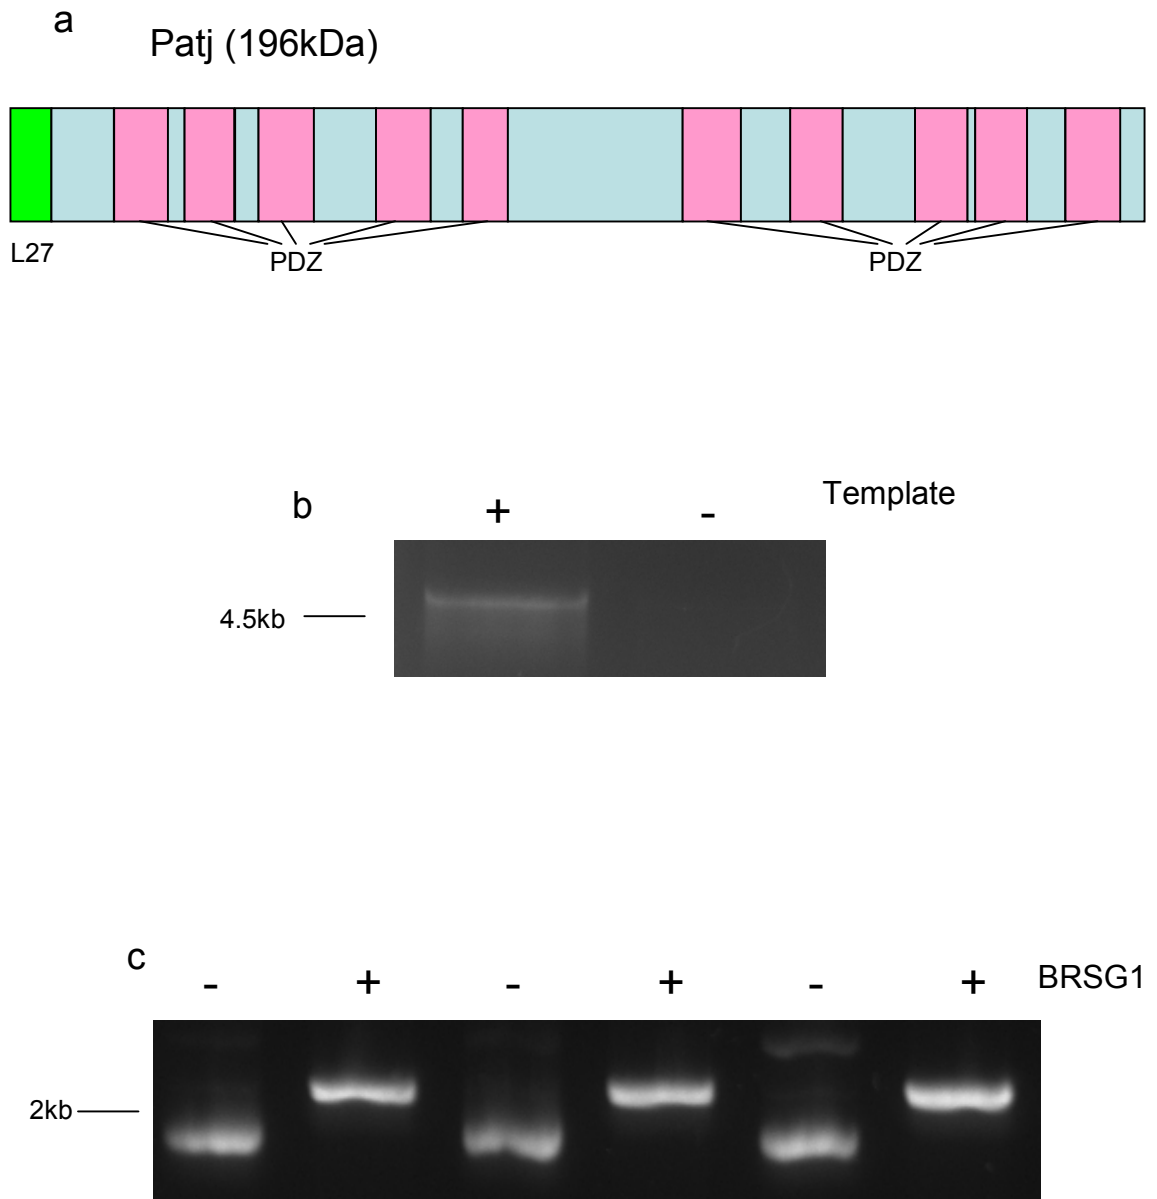 a
Patj (196kDa)
L27
PDZ
PDZ
b
+ -
Template
4.5kb
c
- + - + - +
BRSG1
2kb